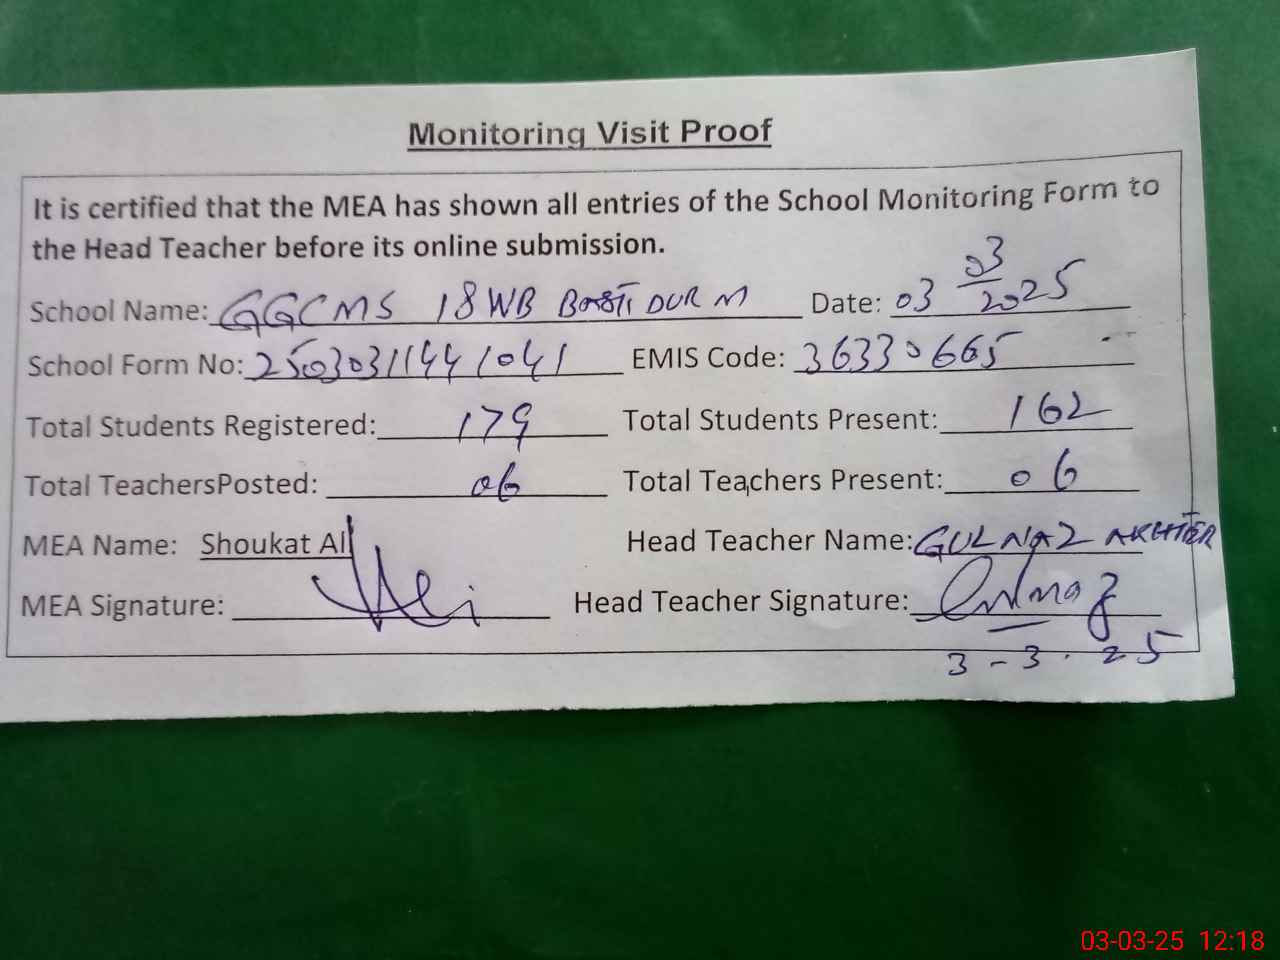 Monitoring Visit Proof
It is certified that the MEA has shown all entries of the School Monitoring Form to
the Head Teacher before its online submission.
School Name: GGCMS 18 WB BASTI DUR M Date: 03 03 2025
School Form No: 2503031144 1041 EMIS Code: 36330665
Total Students Registered: 179 Total Students Present: 162
Total TeachersPosted: 06 Total Teachers Present: 06
MEA Name: Shoukat Ali Head Teacher Name: GULNAZ AKHTER
MEA Signature: Ali Head Teacher Signature: Gulnaz
3-3.25
03-03-25 12:18